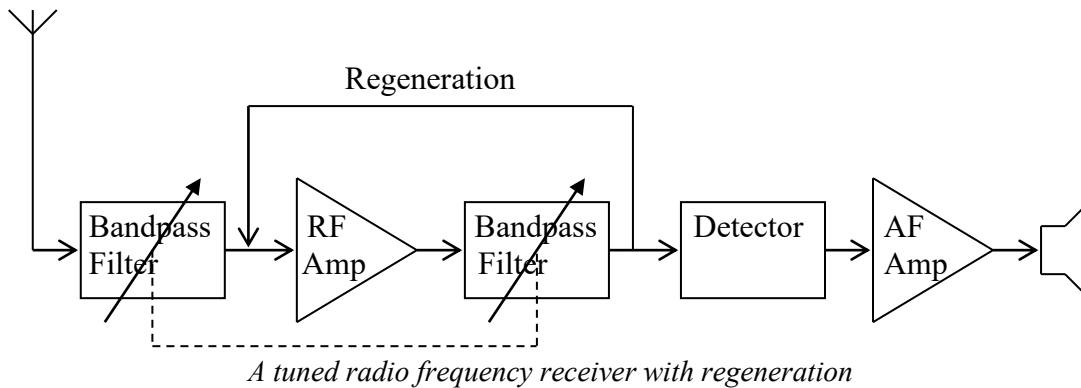 Regeneration
Bandpass
Filter
RF
Amp
Bandpass
Filter
Detector
AF
Amp
A tuned radio frequency receiver with regeneration